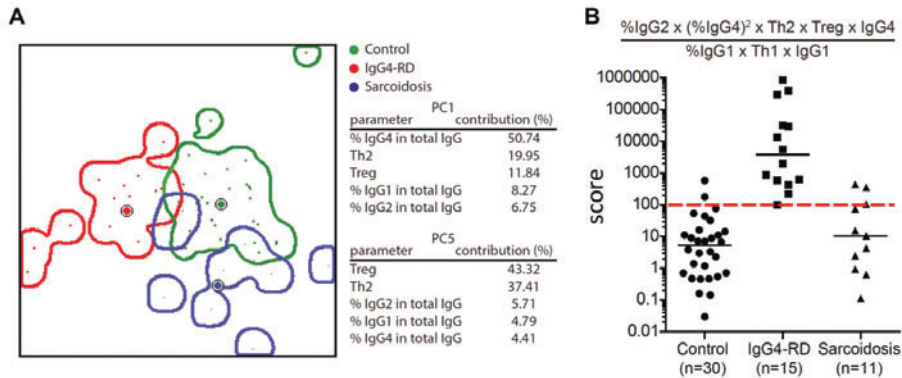 A
Control
IgG4-RD
Sarcoidosis
PC1
parameter contribution (%)
% IgG4 in total IgG 50.74
Th2 19.95
Treg 11.84
% IgG1 in total IgG 8.27
% IgG2 in total IgG 6.75
PC5
parameter contribution (%)
Treg 43.32
Th2 37.41
% IgG2 in total IgG 5.71
% IgG1 in total IgG 4.79
% IgG4 in total IgG 4.41
B
%IgG2 x (%IgG4)² x Th2 x Treg x IgG4
%IgG1 x Th1 x IgG1
score
1000000
100000
10000
1000
100
10
1
0.1
0.01
Control IgG4-RD Sarcoidosis
(n=30) (n=15) (n=11)